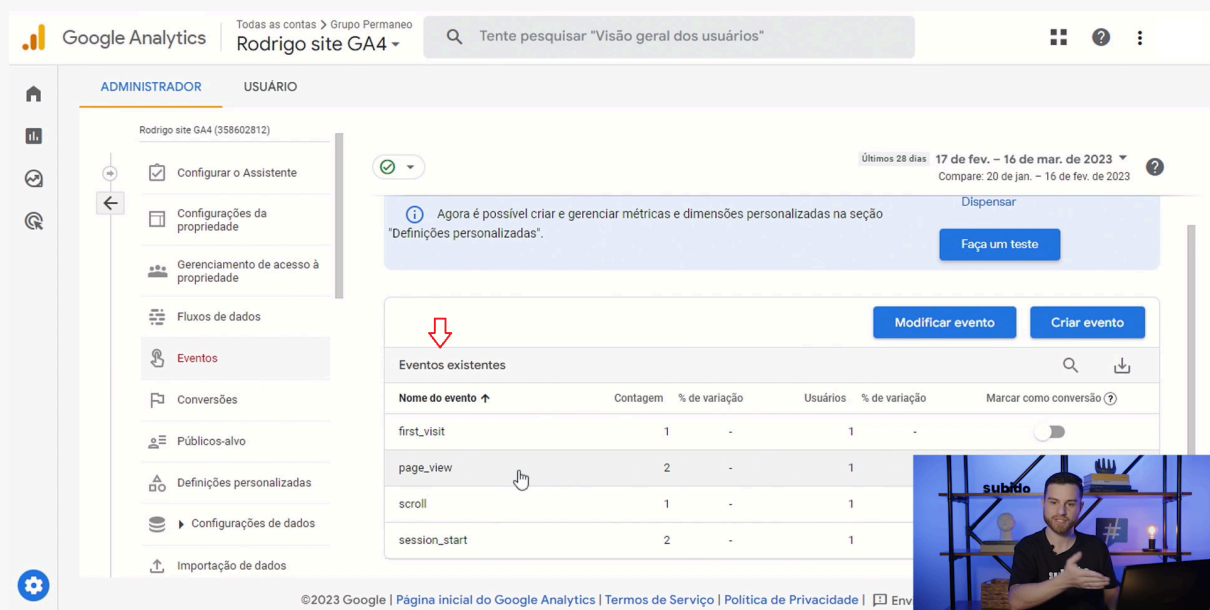 Google Analytics
Todas as contas > Grupo Permaneo
Rodrigo site GA4
Tente pesquisar "Visão geral dos usuários"
ADMINISTRADOR
USUÁRIO
Rodrigo site GA4 (358602812)
Configurar o Assistente
Configurações da
propriedade
Gerenciamento de acesso à
propriedade
Fluxos de dados
Eventos
Conversões
Públicos-alvo
Definições personalizadas
Configurações de dados
Importação de dados
Últimos 28 dias 17 de fev. – 16 de mar. de 2023
Compare: 20 de jan. – 16 de fev. de 2023
Agora é possível criar e gerenciar métricas e dimensões personalizadas na seção
"Definições personalizadas".
Dispensar
Faça um teste
Modificar evento
Criar evento
Eventos existentes
Nome do evento Contagem % de variação Usuários % de variação Marcar como conversão
first_visit 1 - 1 -
page_view 2 - 1
scroll 1 - 1
session_start 2 - 1
subido
#
©2023 Google | Página inicial do Google Analytics | Termos de Serviço | Política de Privacidade | Env